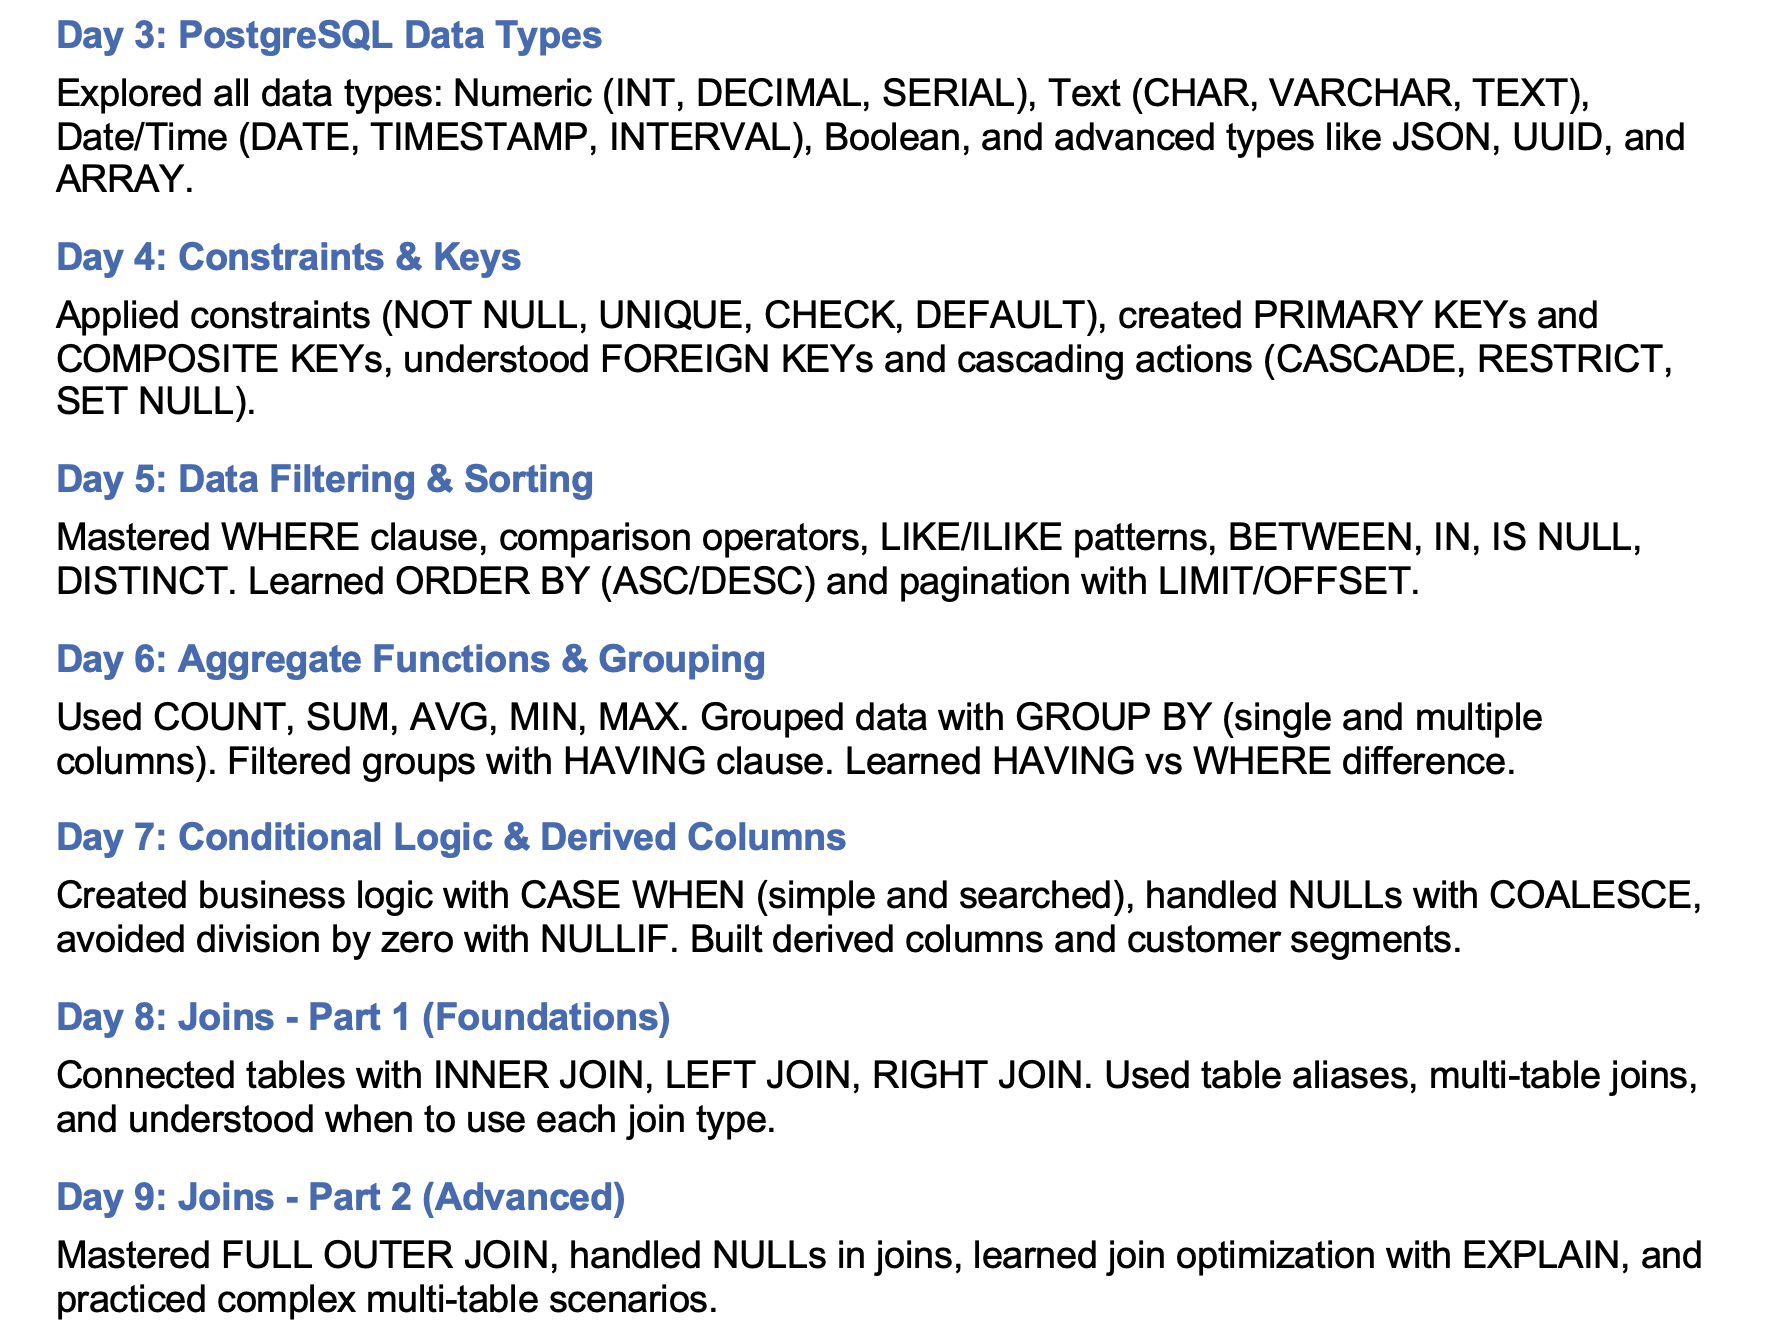 Day 3: PostgreSQL Data Types
Explored all data types: Numeric (INT, DECIMAL, SERIAL), Text (CHAR, VARCHAR, TEXT),
Date/Time (DATE, TIMESTAMP, INTERVAL), Boolean, and advanced types like JSON, UUID, and
ARRAY.
Day 4: Constraints & Keys
Applied constraints (NOT NULL, UNIQUE, CHECK, DEFAULT), created PRIMARY KEYs and
COMPOSITE KEYs, understood FOREIGN KEYs and cascading actions (CASCADE, RESTRICT,
SET NULL).
Day 5: Data Filtering & Sorting
Mastered WHERE clause, comparison operators, LIKE/ILIKE patterns, BETWEEN, IN, IS NULL,
DISTINCT. Learned ORDER BY (ASC/DESC) and pagination with LIMIT/OFFSET.
Day 6: Aggregate Functions & Grouping
Used COUNT, SUM, AVG, MIN, MAX. Grouped data with GROUP BY (single and multiple
columns). Filtered groups with HAVING clause. Learned HAVING vs WHERE difference.
Day 7: Conditional Logic & Derived Columns
Created business logic with CASE WHEN (simple and searched), handled NULLs with COALESCE,
avoided division by zero with NULLIF. Built derived columns and customer segments.
Day 8: Joins - Part 1 (Foundations)
Connected tables with INNER JOIN, LEFT JOIN, RIGHT JOIN. Used table aliases, multi-table joins,
and understood when to use each join type.
Day 9: Joins - Part 2 (Advanced)
Mastered FULL OUTER JOIN, handled NULLs in joins, learned join optimization with EXPLAIN, and
practiced complex multi-table scenarios.